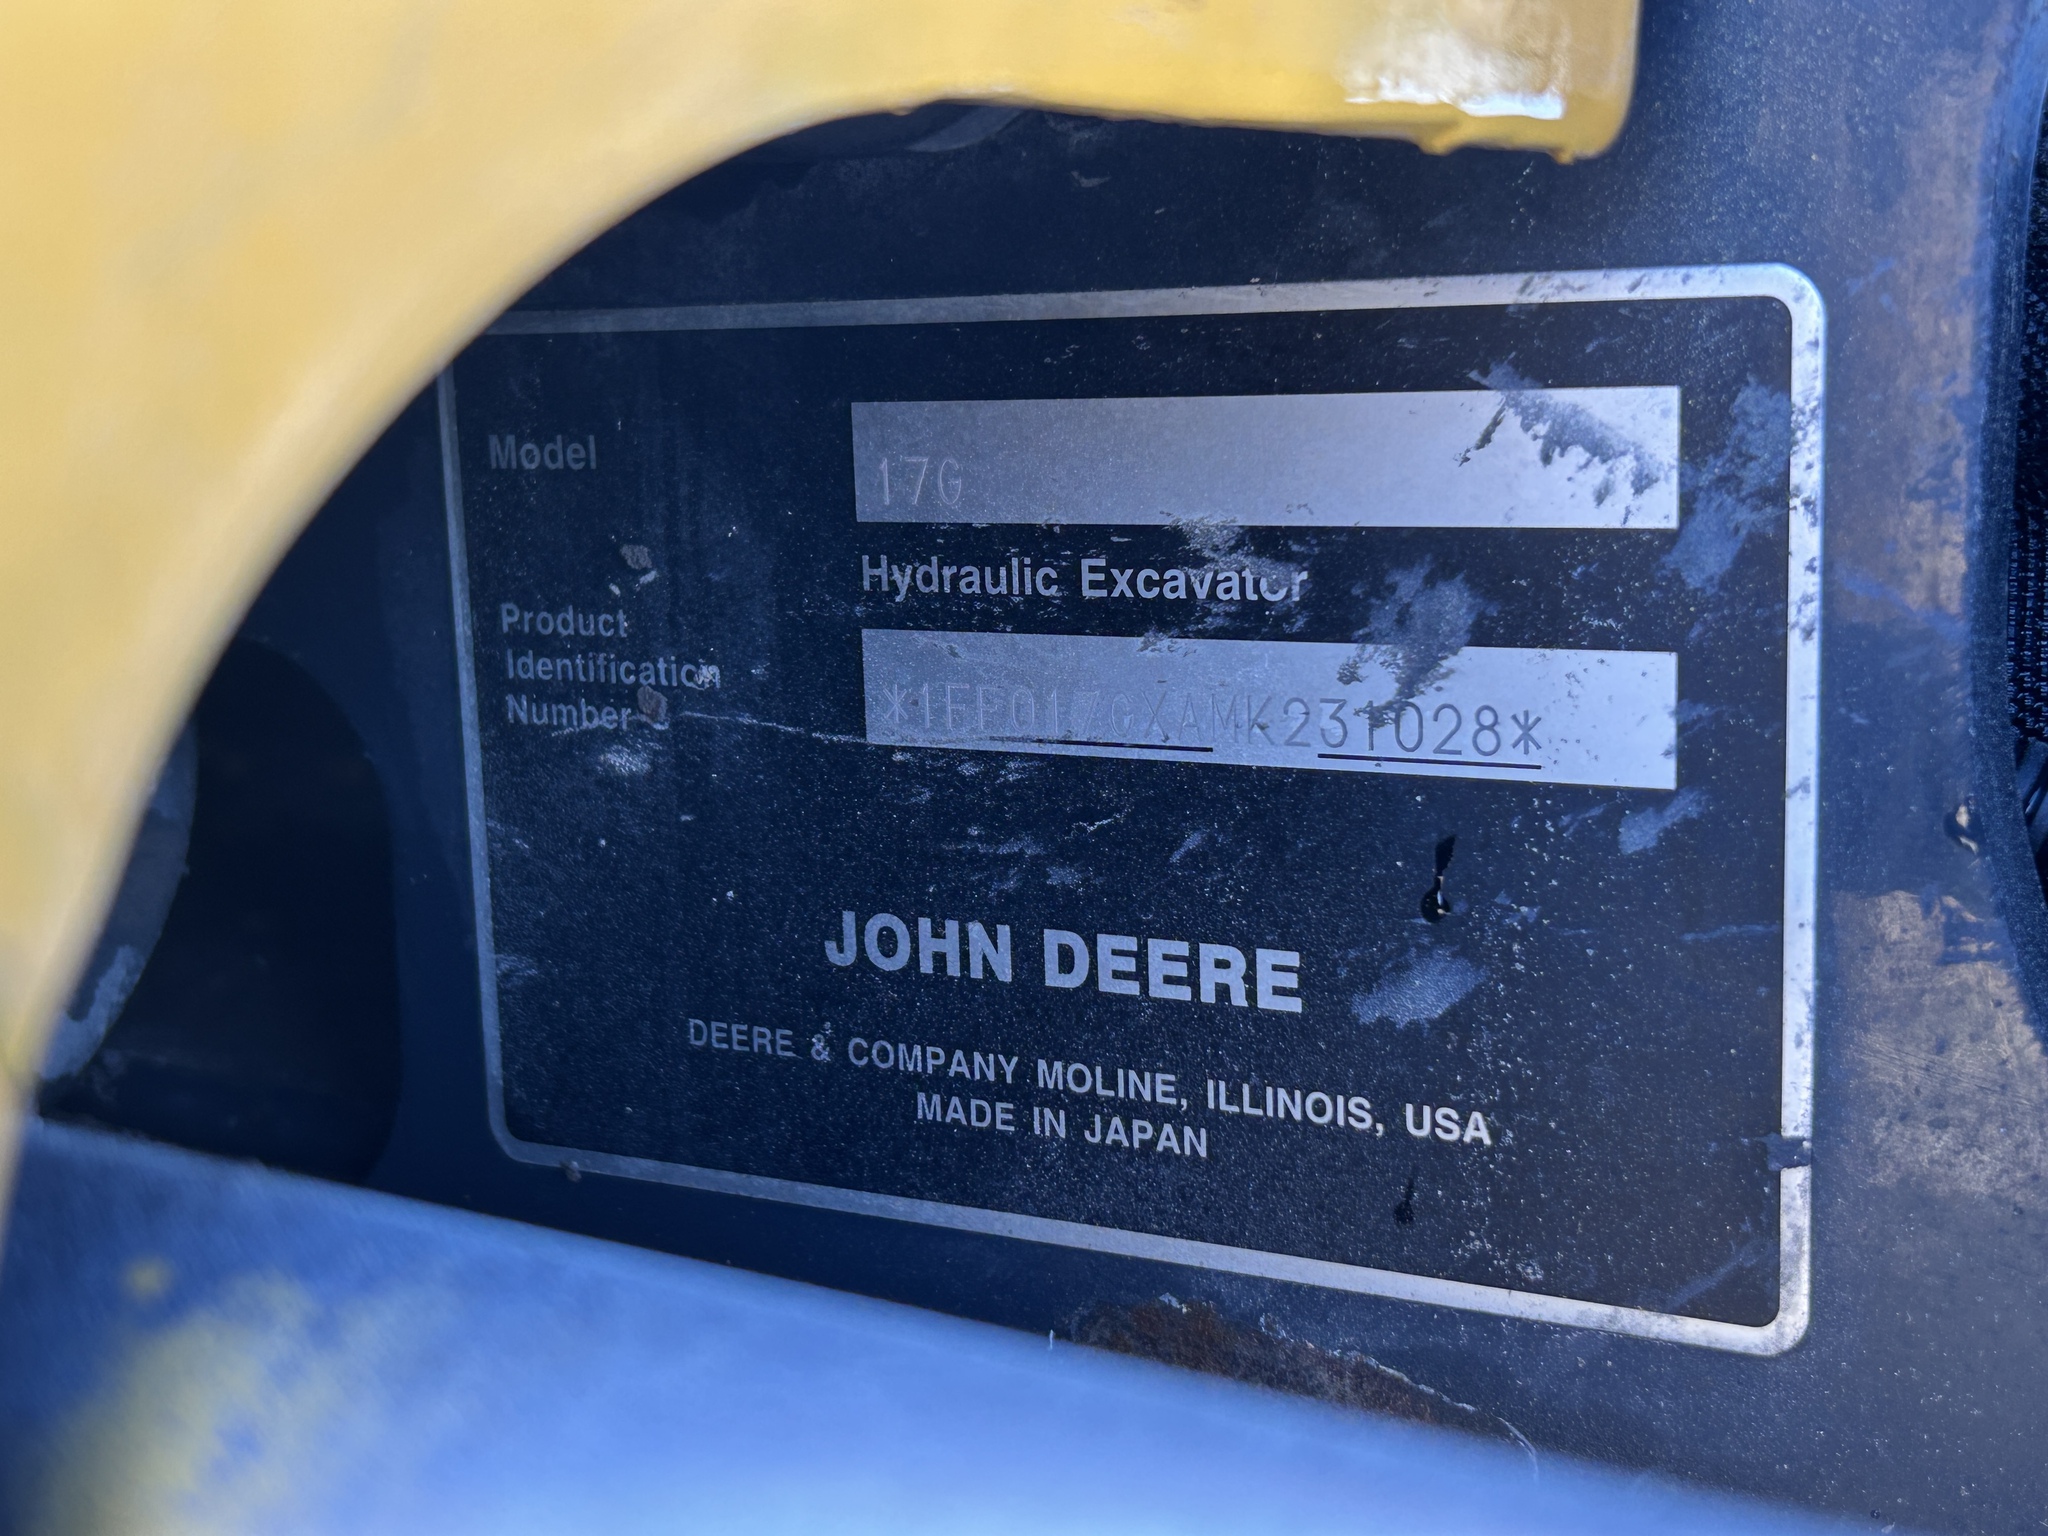 Model
17G
Hydraulic Excavator
Product
Identification
Number
*1FF017GXAMK231028*
JOHN DEERE
DEERE & COMPANY MOLINE, ILLINOIS, USA
MADE IN JAPAN